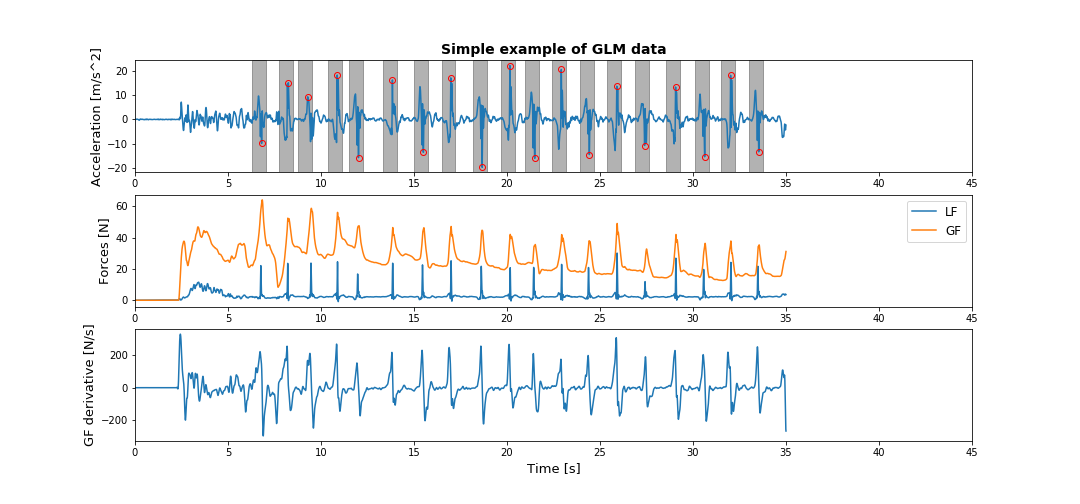 Simple example of GLM data
Acceleration [m/s^2]
20
10
0
−10
−20
0 5 10 15 20 25 30 35 40 45
Forces [N]
60
40
20
0
LF
GF
0 5 10 15 20 25 30 35 40 45
GF derivative [N/s]
200
0
−200
0 5 10 15 20 25 30 35 40 45
Time [s]